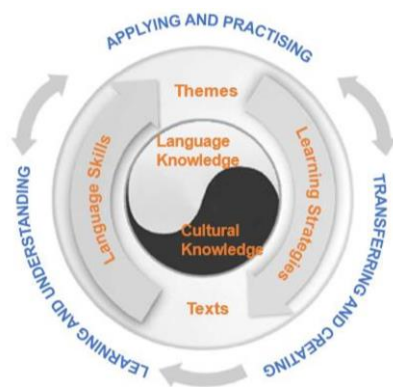 APPLYING AND PRACTISING
Themes
Language
Knowledge
Language Skills
Learning Strategies
Cultural
Knowledge
Texts
LEARNING AND UNDERSTANDING
TRANSFERRING AND CREATING